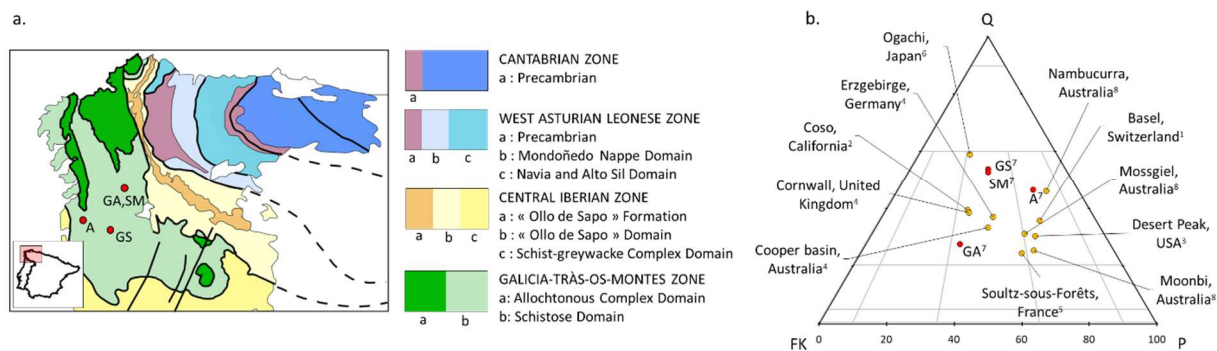 a.
GA,SM
A
GS
a
CANTABRIAN ZONE
a : Precambrian
a b c
WEST ASTURIAN LEONESE ZONE
a : Precambrian
b : Mondoñedo Nappe Domain
c : Navia and Alto Sil Domain
a b c
CENTRAL IBERIAN ZONE
a : « Ollo de Sapo » Formation
b : « Ollo de Sapo » Domain
c : Schist-greywacke Complex Domain
a b
GALICIA-TRÀS-OS-MONTES ZONE
a: Allochtonous Complex Domain
b: Schistose Domain
b.
Q
Ogachi,
Japan⁶
Erzgebirge,
Germany⁴
Coso,
California²
Cornwall, United
Kingdom⁴
Cooper basin,
Australia⁴
GS⁷
SM⁷
A⁷
GA⁷
Nambucurra,
Australia⁸
Basel,
Switzerland¹
Mossgiel,
Australia⁸
Desert Peak,
USA³
Moonbi,
Australia⁸
Soultz-sous-Forêts,
France⁵
FK 0 20 40 60 80 100 P